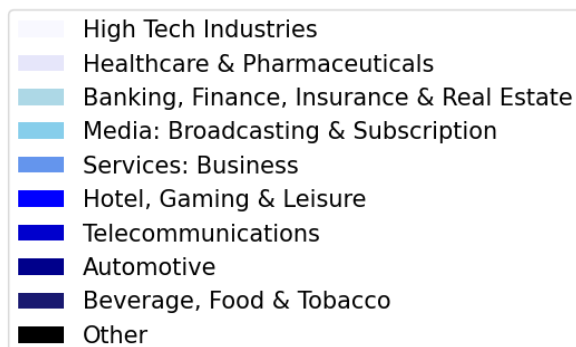 High Tech Industries
Healthcare & Pharmaceuticals
Banking, Finance, Insurance & Real Estate
Media: Broadcasting & Subscription
Services: Business
Hotel, Gaming & Leisure
Telecommunications
Automotive
Beverage, Food & Tobacco
Other